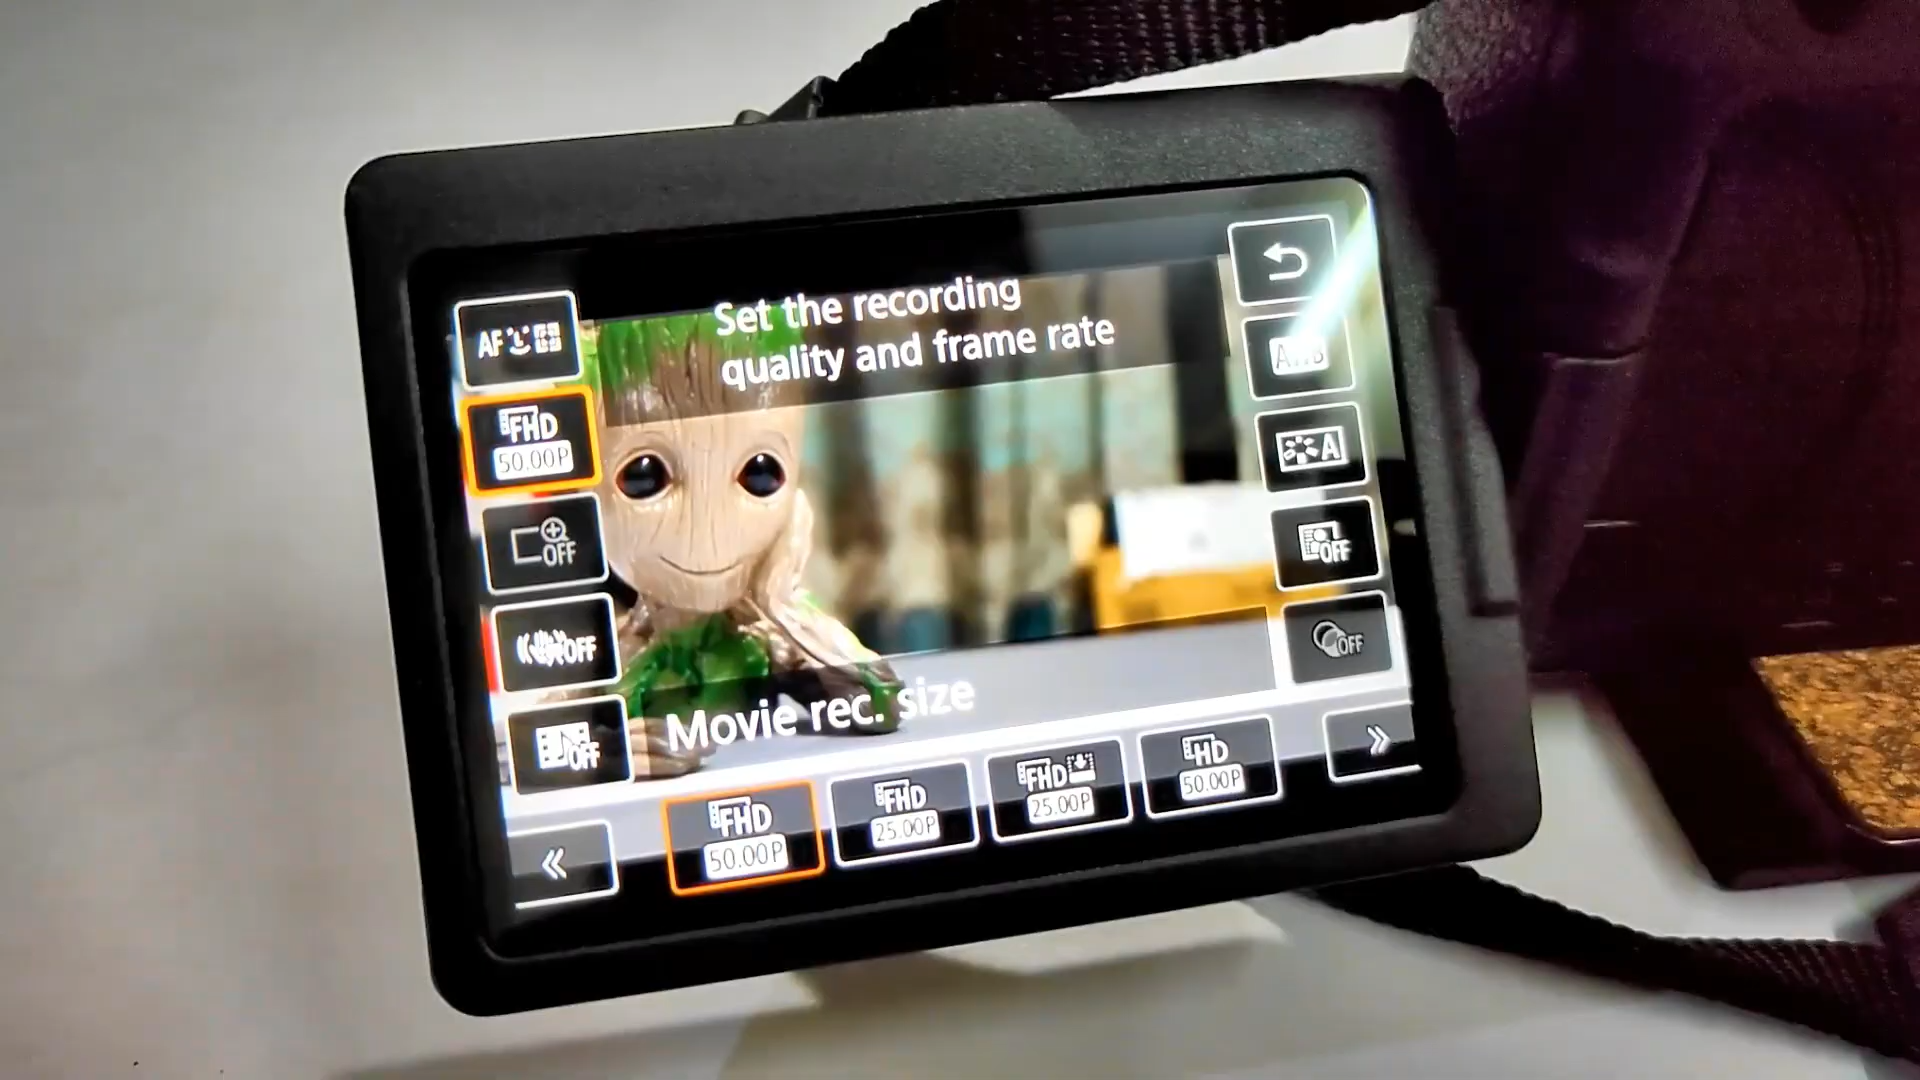 Set the recording
quality and frame rate
AF
FHD
50.00P
OFF
OFF
OFF
A
OFF
OFF
Movie rec. size
FHD
50.00P
FHD
25.00P
FHD
25.00P
HD
50.00P